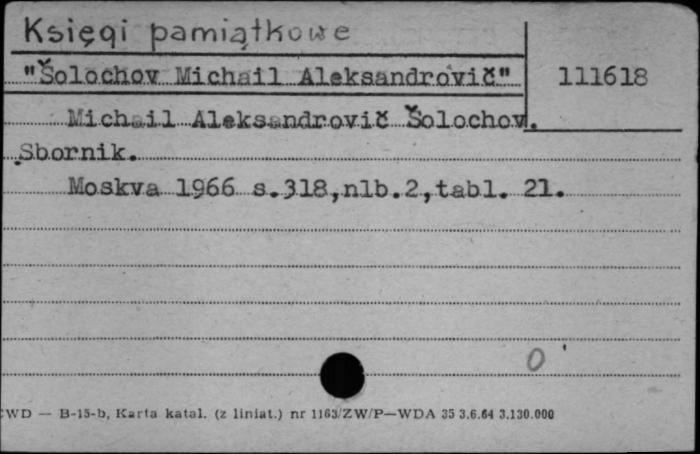 Księgi pamiątkowe
"Šolochov Michail Aleksandrovič"
111618
Michail Aleksandrovič Šolochov.
Sbornik.
Moskva 1966 s.318,nlb.2,tabl. 21.
0
WD — B-15-b, Karta katal. (z liniat.) nr 1163/ZW/P—WDA 35 3.6.64 3.130.000